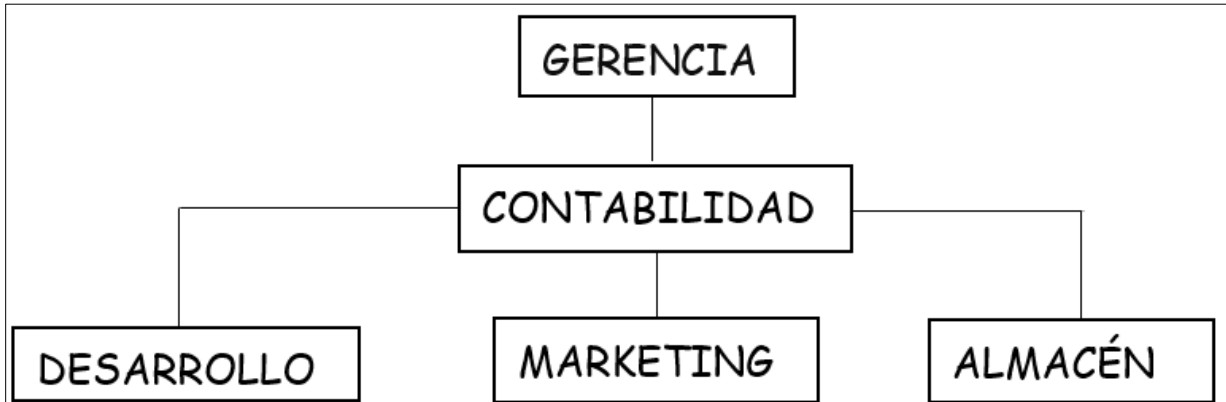 GERENCIA
CONTABILIDAD
DESARROLLO
MARKETING
ALMACÉN